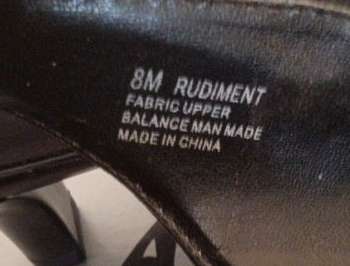 8M RUDIMENT
FABRIC UPPER
BALANCE MAN MADE
MADE IN CHINA